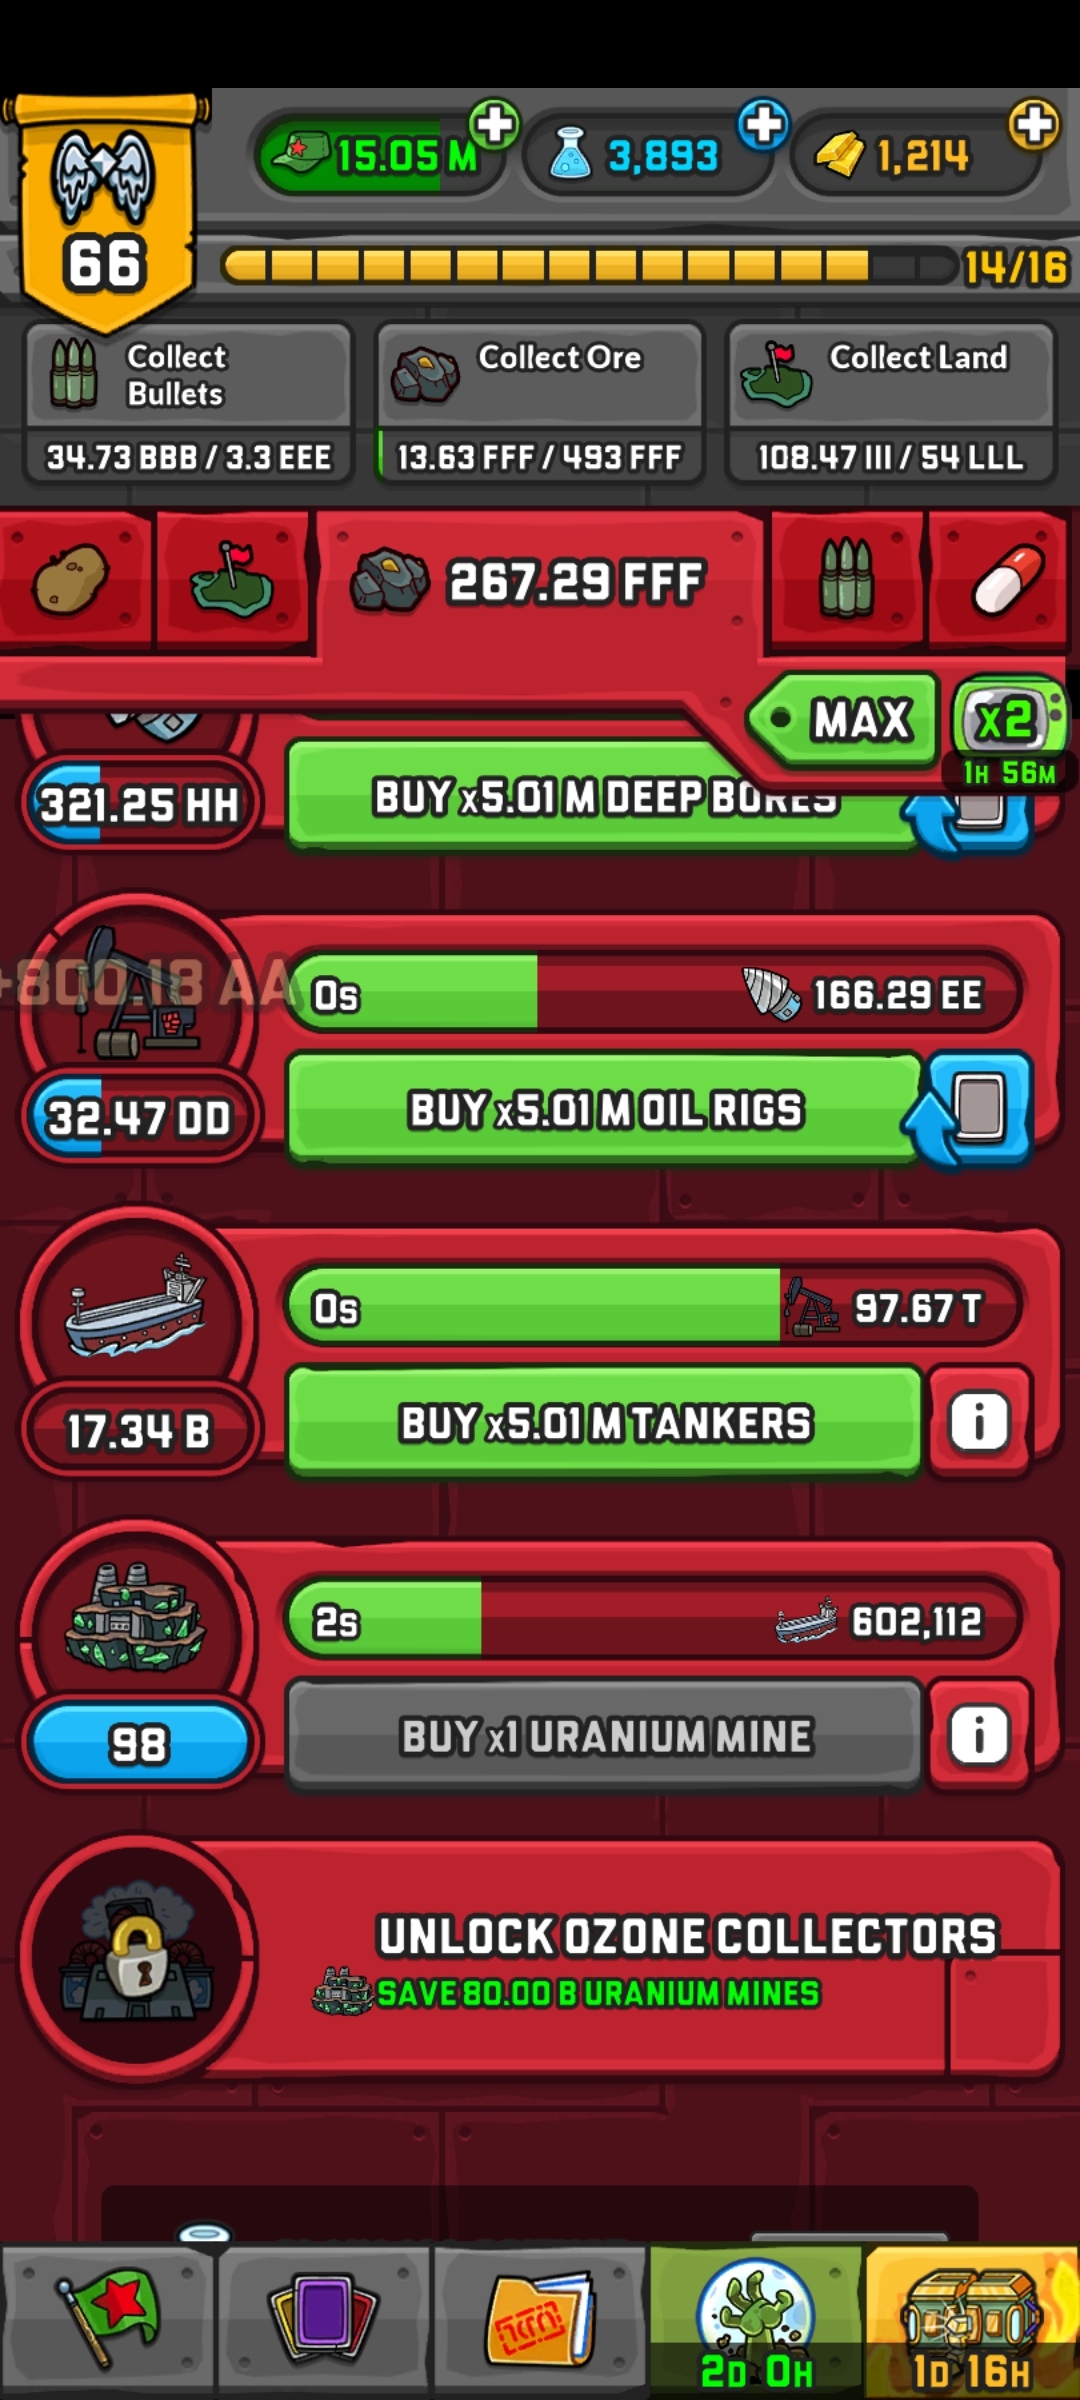 15.05 M
3,893
1,214
66
14/16
Collect
Bullets
Collect Ore
Collect Land
34.73 BBB / 3.3 EEE
13.63 FFF / 493 FFF
108.47 III / 54 LLL
267.29 FFF
MAX
x2
1H 56M
321.25 HH
BUY x5.01 M DEEP BORES
+800.18 AA
0s
166.29 EE
32.47 DD
BUY x5.01 M OIL RIGS
0s
97.67 T
17.34 B
BUY x5.01 M TANKERS
i
2s
602,112
98
BUY x1 URANIUM MINE
i
UNLOCK OZONE COLLECTORS
SAVE 80.00 B URANIUM MINES
2D 0H
1D 16H